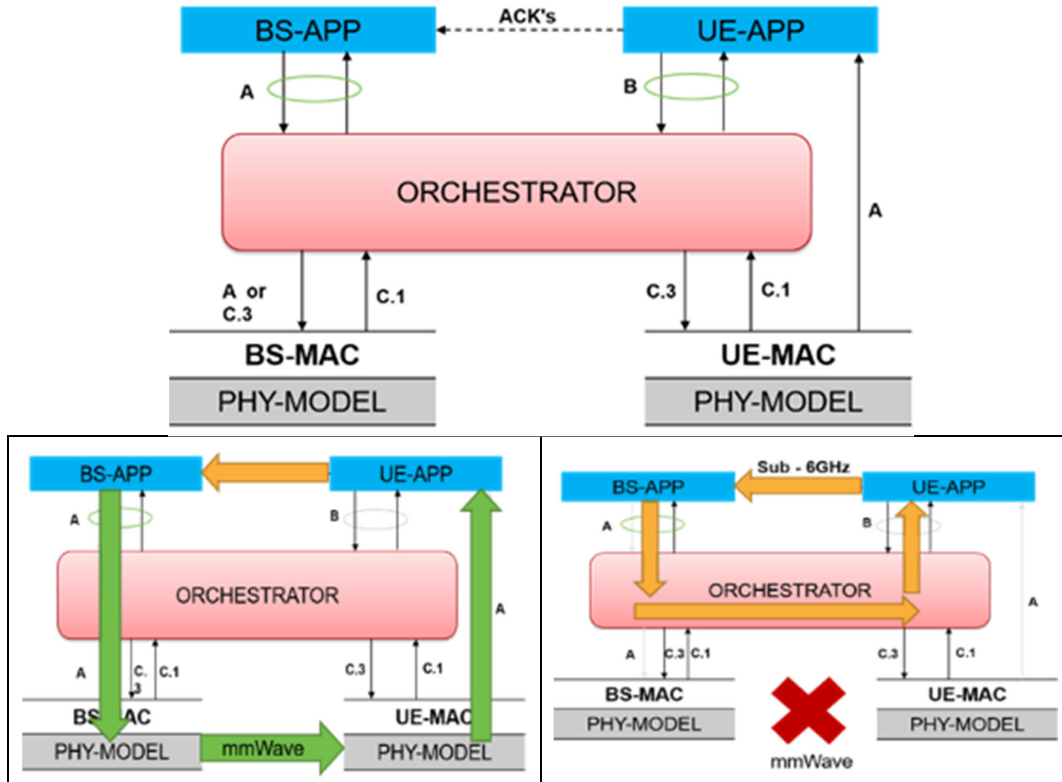 BS-APP
ACK's
UE-APP
A
B
ORCHESTRATOR
A
A or
C.3
C.1
C.3
C.1
BS-MAC
UE-MAC
PHY-MODEL
PHY-MODEL
BS-APP
UE-APP
A
B
ORCHESTRATOR
A
A
C.
3
C.1
C.3
C.1
UE-MAC
PHY-MODEL
mmWave
PHY-MODEL
Sub - 6GHz
BS-APP
UE-APP
A
B
ORCHESTRATOR
A
A
C.3
C.1
C.3
C.1
BS-MAC
UE-MAC
PHY-MODEL
PHY-MODEL
mmWave